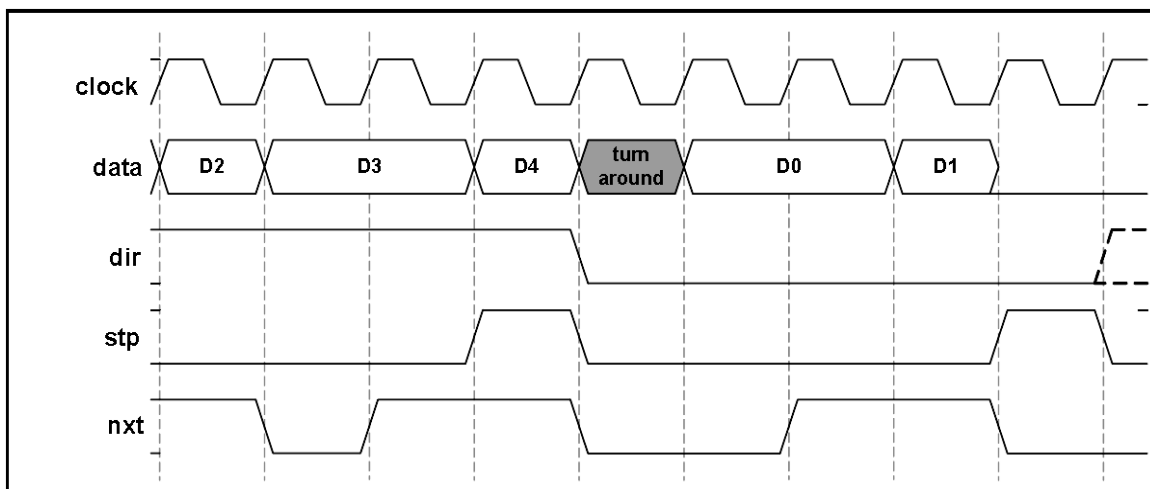 clock
data
D2
D3
D4
turn
around
D0
D1
dir
stp
nxt